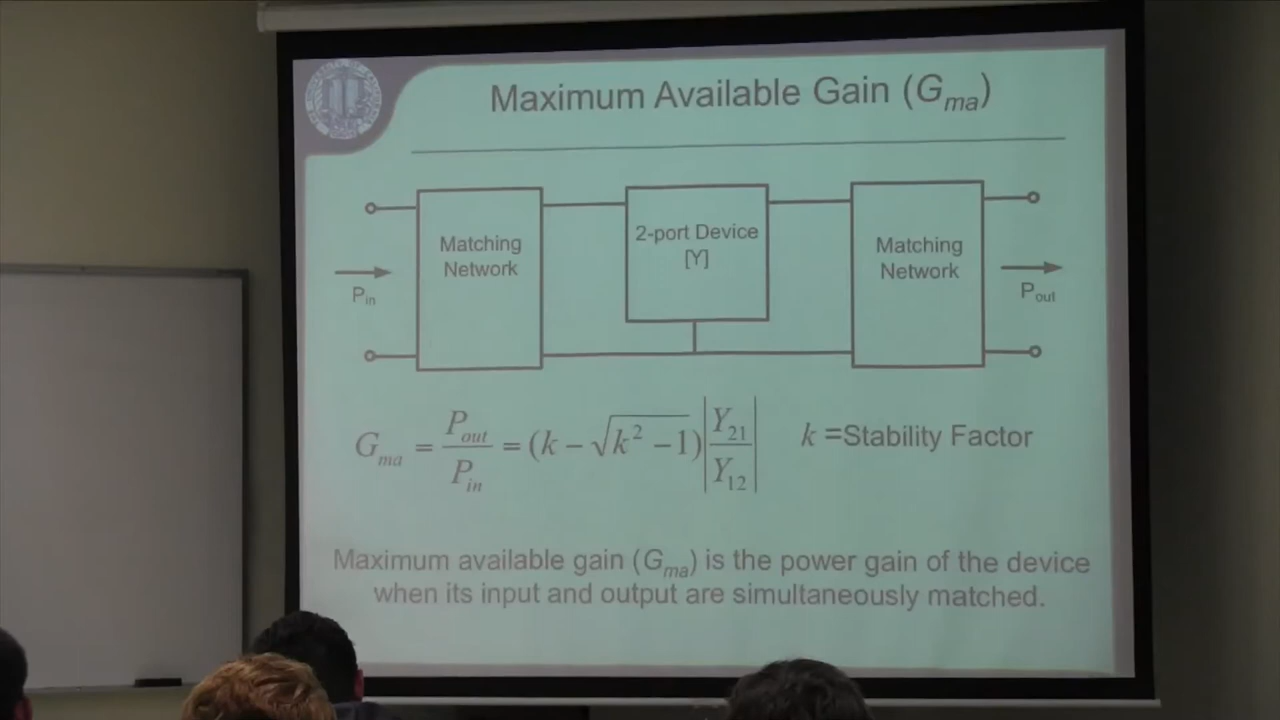 Maximum Available Gain (Gma)
Matching
Network
2-port Device
[Y]
Matching
Network
Pin
Pout
Gma = Pout/Pin = (k − √(k² − 1)) |Y21/Y12|
k =Stability Factor
Maximum available gain (Gma) is the power gain of the device
when its input and output are simultaneously matched.